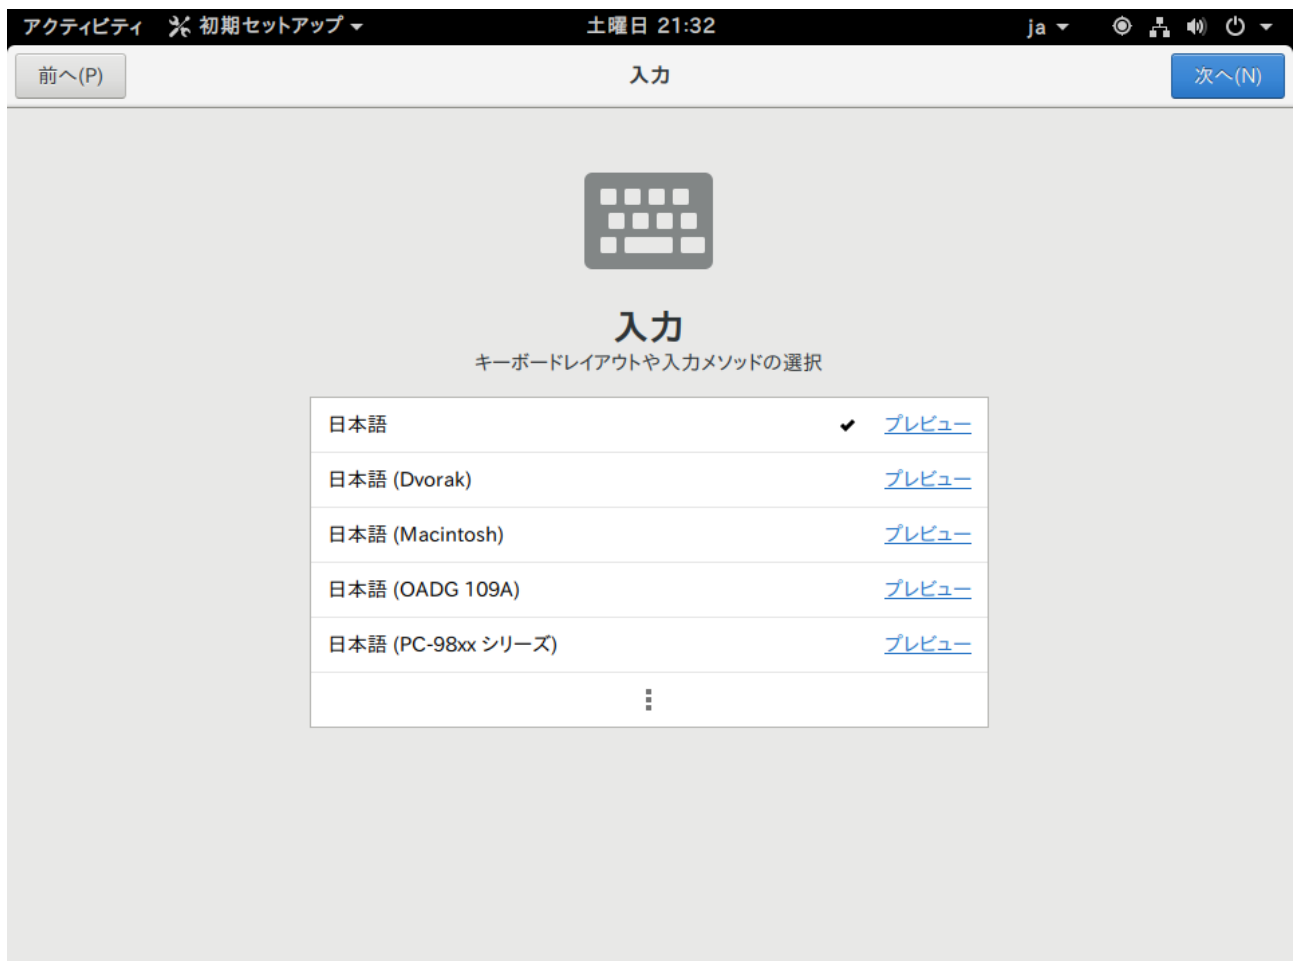 アクティビティ 初期セットアップ 土曜日 21:32 ja
前へ(P) 入力 次へ(N)
入力
キーボードレイアウトや入力メソッドの選択
日本語 プレビュー
日本語 (Dvorak) プレビュー
日本語 (Macintosh) プレビュー
日本語 (OADG 109A) プレビュー
日本語 (PC-98xx シリーズ) プレビュー